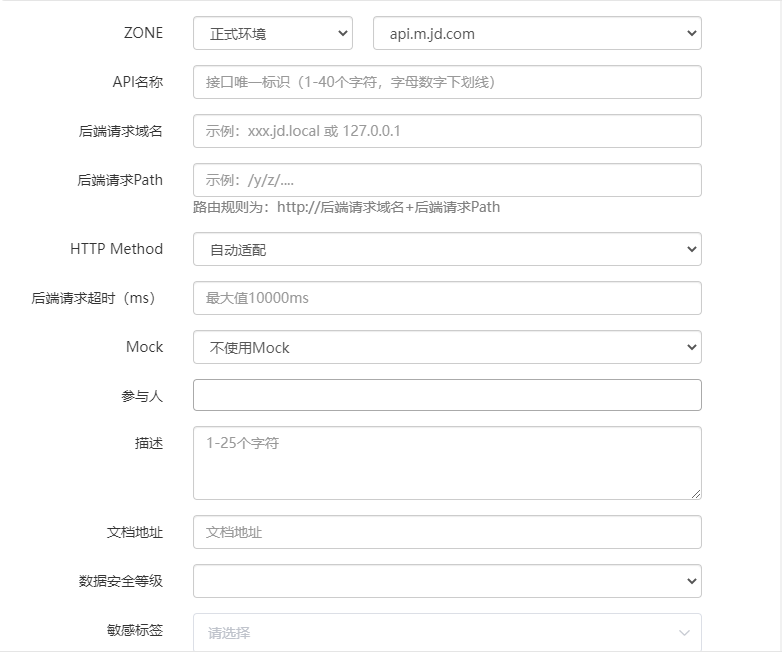 ZONE 正式环境 api.m.jd.com
API名称 接口唯一标识（1-40个字符，字母数字下划线）
后端请求域名 示例：xxx.jd.local 或 127.0.0.1
后端请求Path 示例：/y/z/....
路由规则为：http://后端请求域名+后端请求Path
HTTP Method 自动适配
后端请求超时（ms） 最大值10000ms
Mock 不使用Mock
参与人
描述 1-25个字符
文档地址 文档地址
数据安全等级
敏感标签 请选择